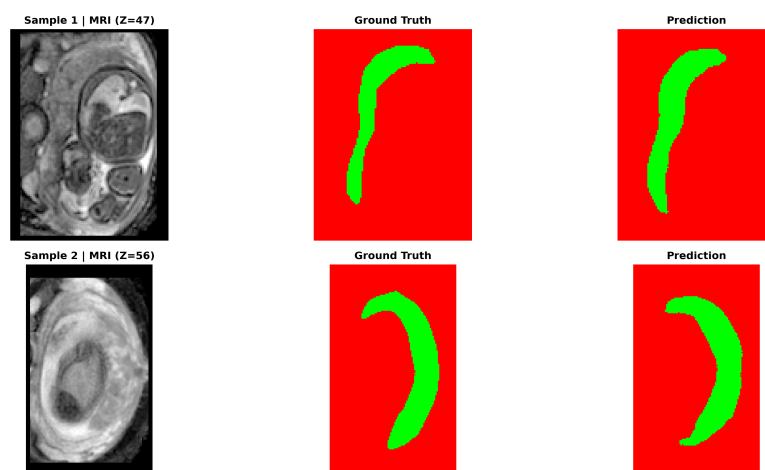 Sample 1 | MRI (Z=47)
Ground Truth
Prediction
Sample 2 | MRI (Z=56)
Ground Truth
Prediction